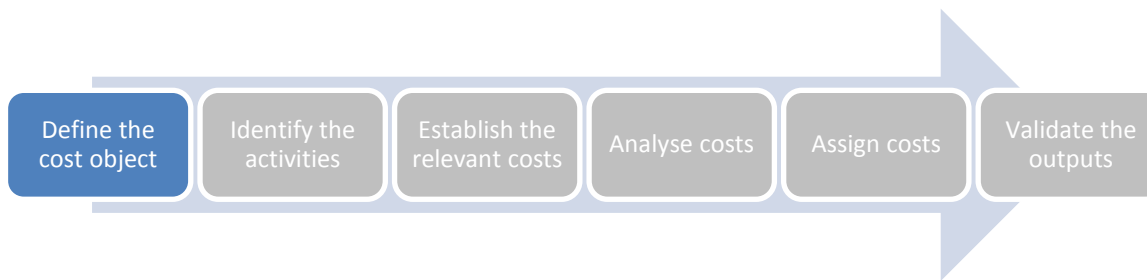 Define the
cost object
Identify the
activities
Establish the
relevant costs
Analyse costs
Assign costs
Validate the
outputs